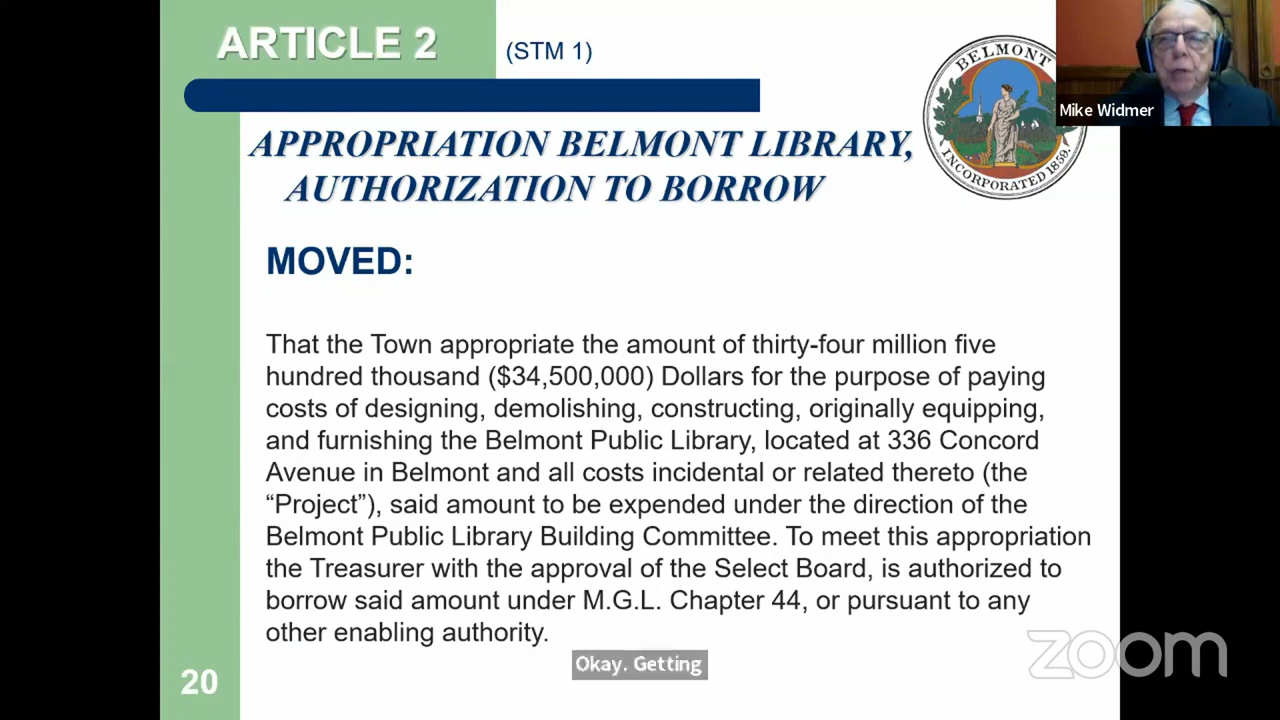 ARTICLE 2
(STM 1)
BELMONT
INCORPORATED 1859.
Mike Widmer
APPROPRIATION BELMONT LIBRARY,
AUTHORIZATION TO BORROW
MOVED:
That the Town appropriate the amount of thirty-four million five
hundred thousand ($34,500,000) Dollars for the purpose of paying
costs of designing, demolishing, constructing, originally equipping,
and furnishing the Belmont Public Library, located at 336 Concord
Avenue in Belmont and all costs incidental or related thereto (the
“Project”), said amount to be expended under the direction of the
Belmont Public Library Building Committee. To meet this appropriation
the Treasurer with the approval of the Select Board, is authorized to
borrow said amount under M.G.L. Chapter 44, or pursuant to any
other enabling authority.
Okay. Getting
zoom
20